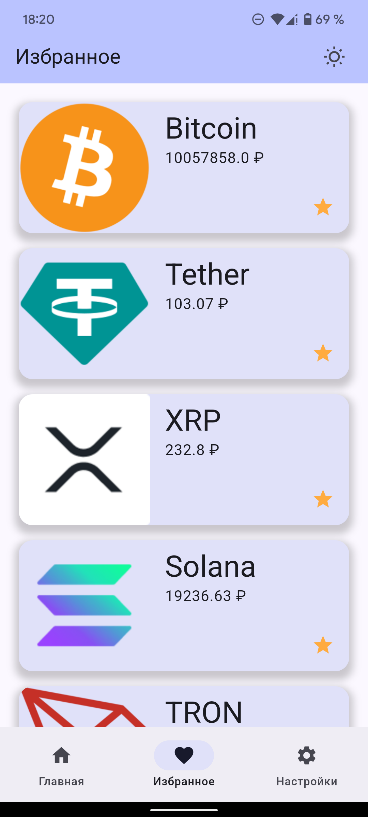 18:20 69 %
Избранное
Bitcoin
10057858.0 ₽
Tether
103.07 ₽
XRP
232.8 ₽
Solana
19236.63 ₽
TRON
Главная Избранное Настройки